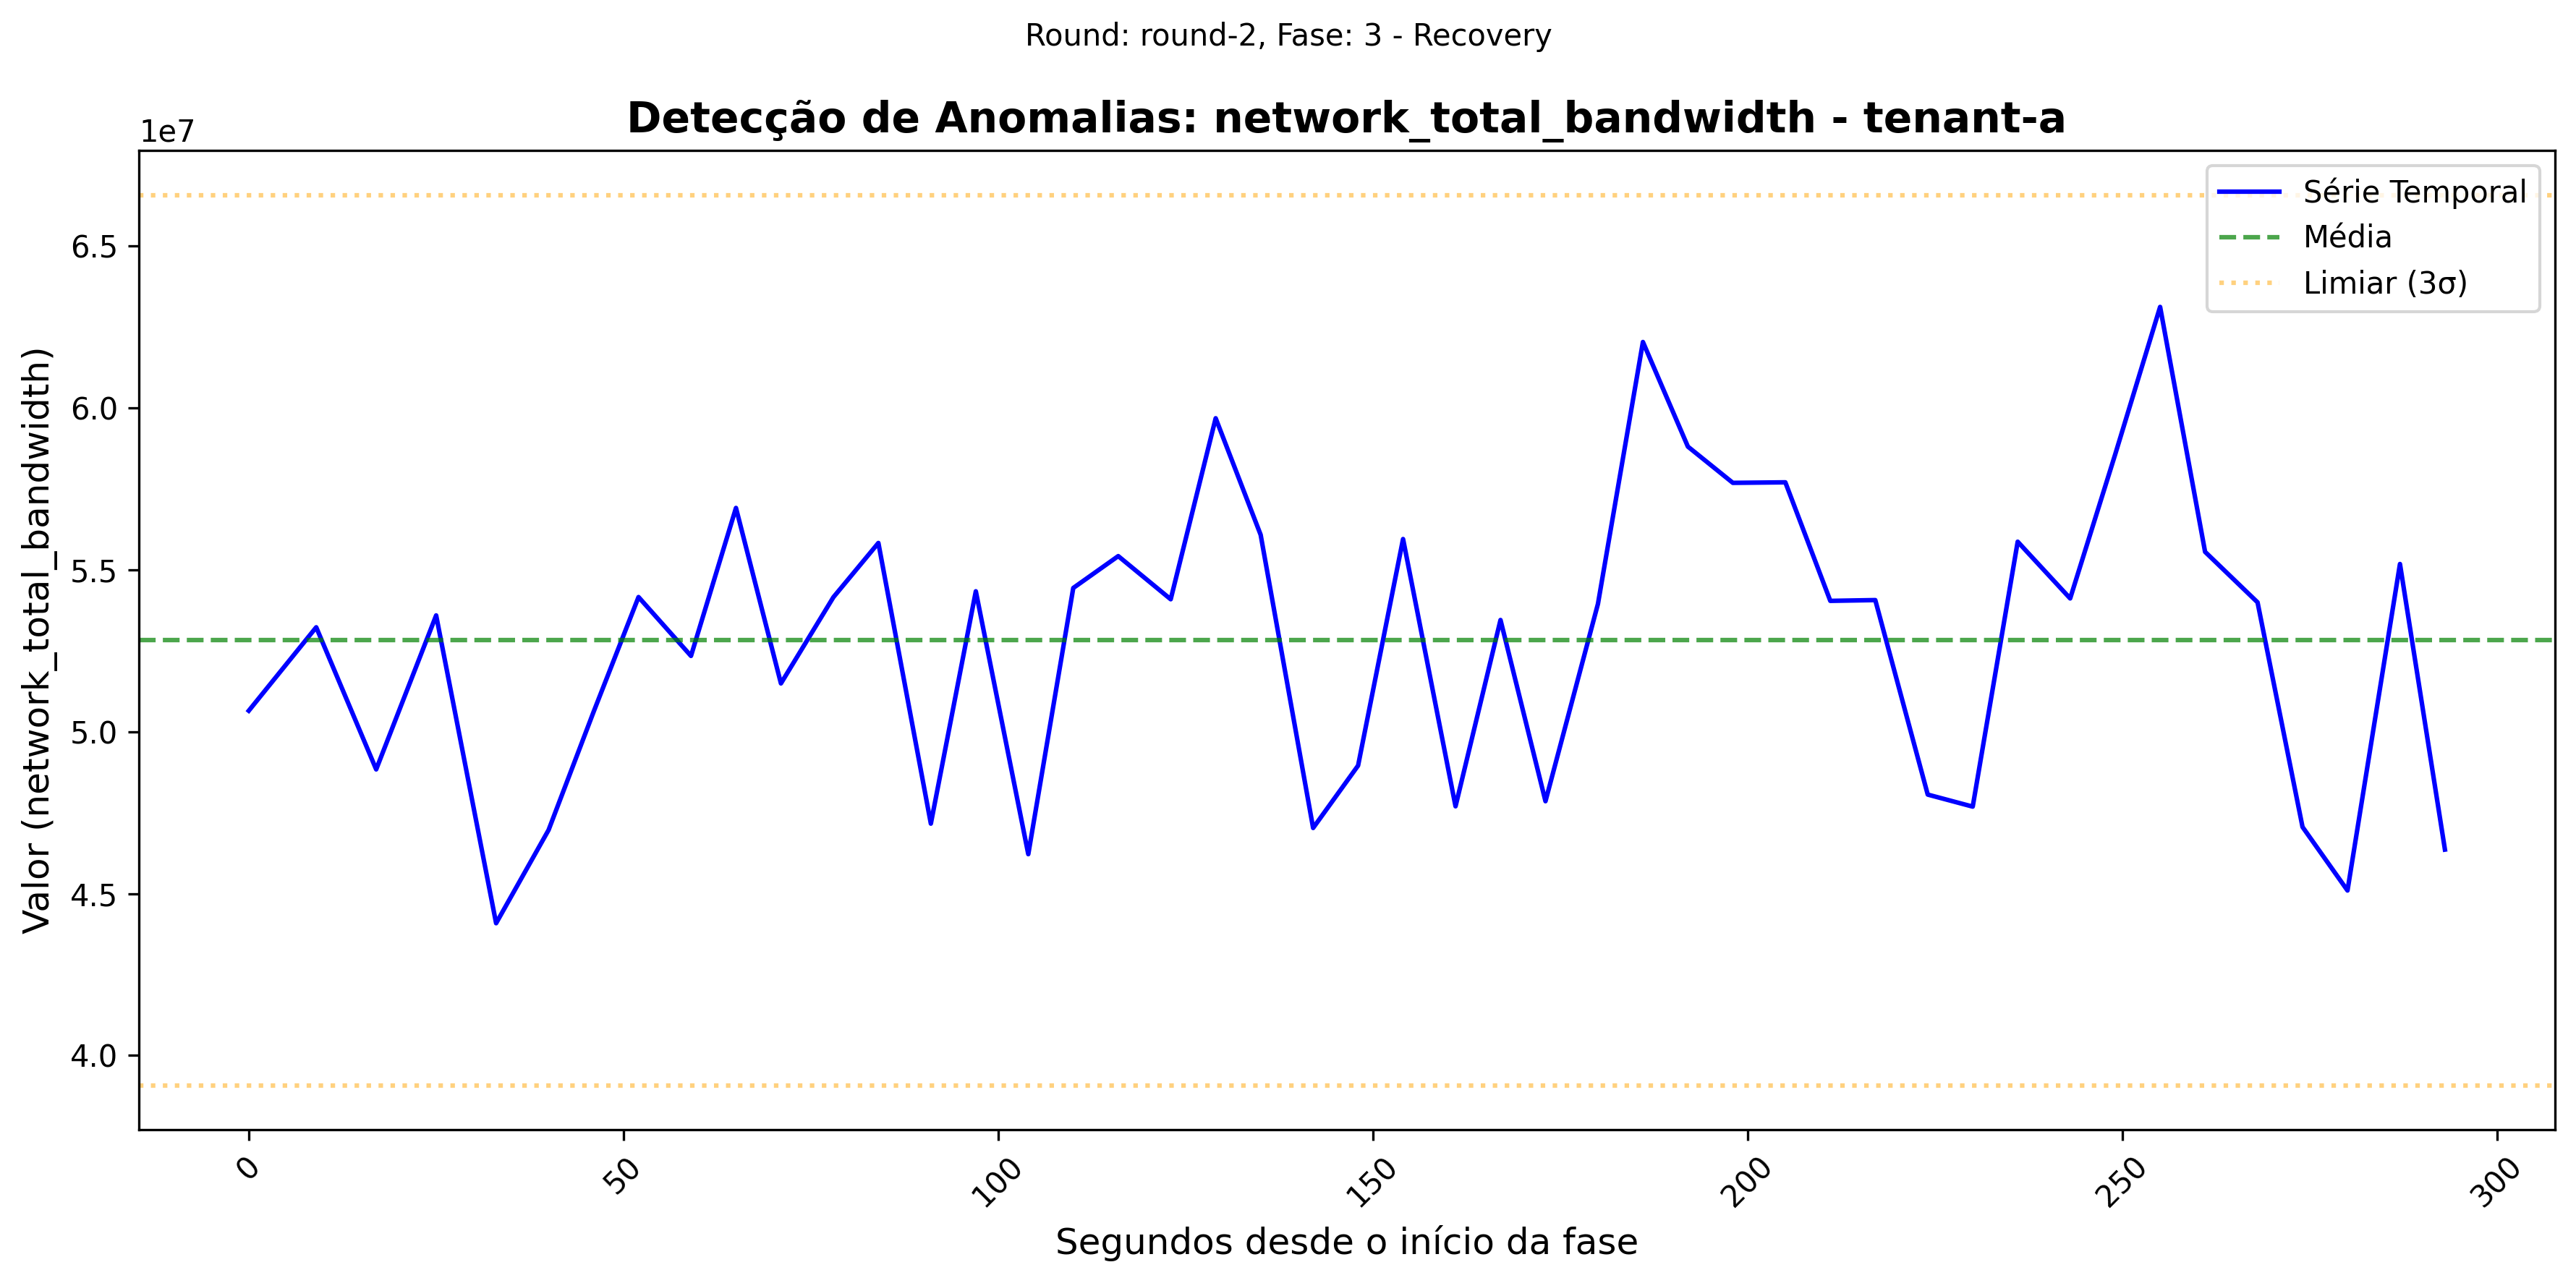 Round: round-2, Fase: 3 - Recovery
Detecção de Anomalias: network_total_bandwidth - tenant-a
1e7
Série Temporal
Média
Limiar (3σ)
6.5
6.0
5.5
5.0
4.5
4.0
Valor (network_total_bandwidth)
0
50
100
150
200
250
300
Segundos desde o início da fase